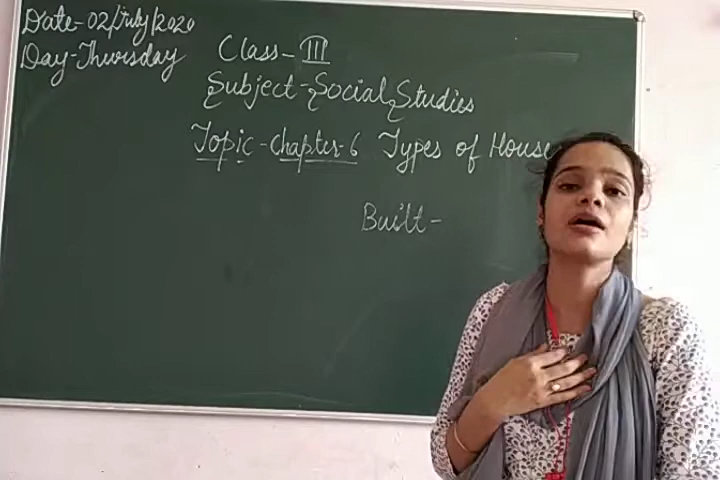 Date-02/July/2020
Day-Thursday
Class-III
Subject-Social Studies
Topic-Chapter-6 Types of House
Built-